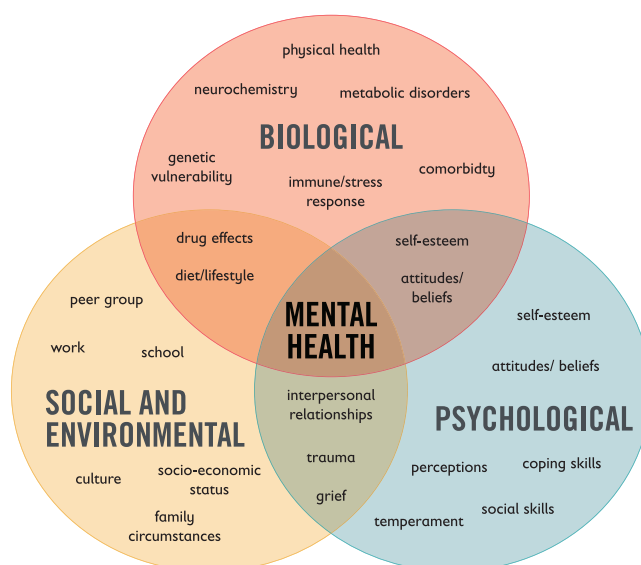 physical health
neurochemistry
metabolic disorders
BIOLOGICAL
genetic
vulnerability
immune/stress
response
comorbidty
drug effects
diet/lifestyle
self-esteem
attitudes/
beliefs
MENTAL
HEALTH
peer group
work
school
SOCIAL AND
ENVIRONMENTAL
culture
socio-economic
status
family
circumstances
interpersonal
relationships
trauma
grief
self-esteem
attitudes/ beliefs
PSYCHOLOGICAL
perceptions
coping skills
temperament
social skills